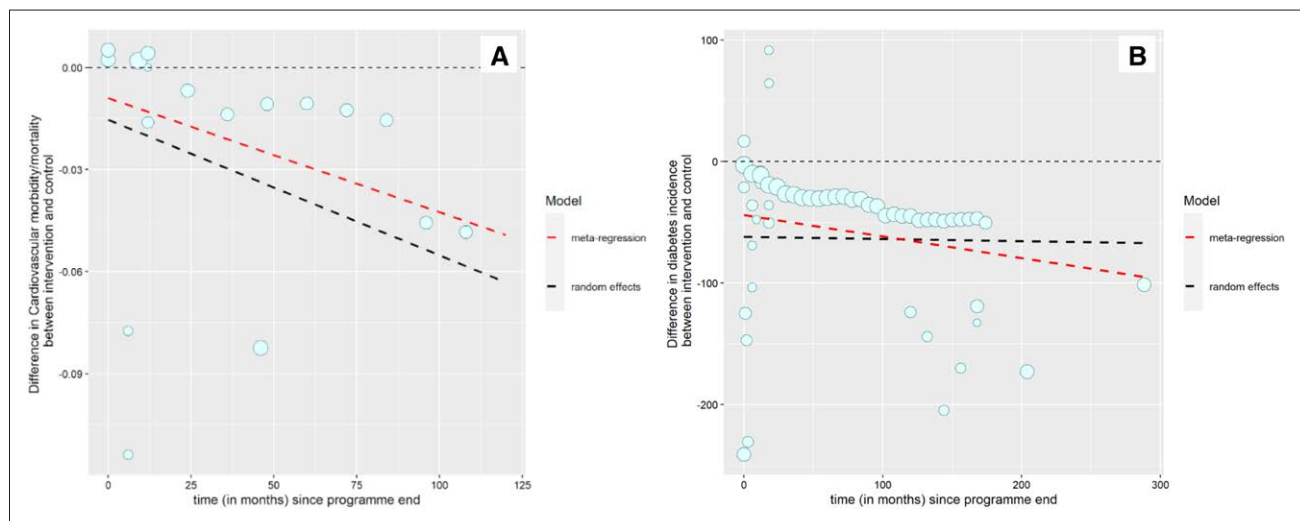 A
0.00
-0.03
-0.06
-0.09
0
25
50
75
100
125
time (in months) since programme end
Difference in Cardiovascular morbidity/mortality
between intervention and control
Model
meta-regression
random effects
B
100
0
-100
-200
0
100
200
300
time (in months) since programme end
Difference in diabetes incidence
between intervention and control
Model
meta-regression
random effects